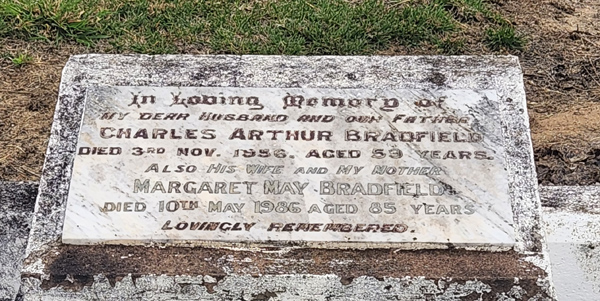 In Loving Memory of
MY DEAR HUSBAND AND OUR FATHER
CHARLES ARTHUR BRADFIELD
DIED 3RD NOV. 1956. AGED 59 YEARS.
ALSO HIS WIFE AND MY MOTHER
MARGARET MAY BRADFIELD
DIED 10TH MAY 1986 AGED 85 YEARS
LOVINGLY REMEMBERED.